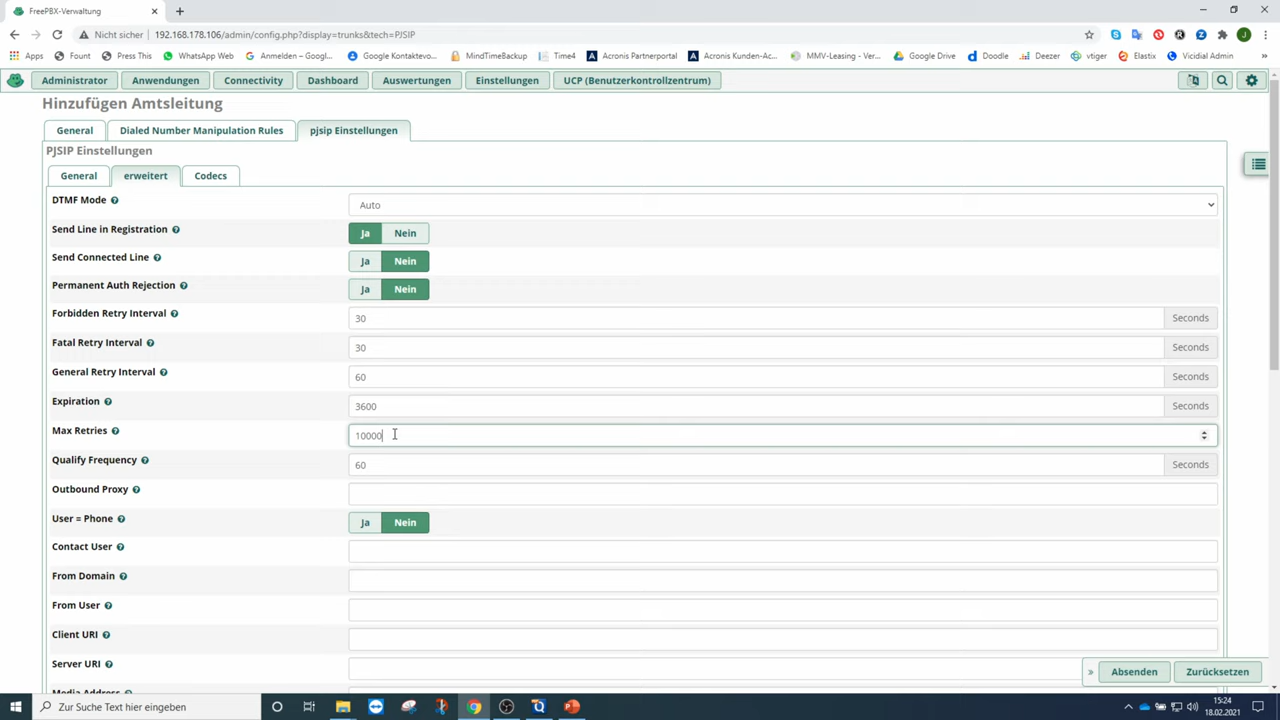 FreePBX-Verwaltung
Nicht sicher 192.168.178.106/admin/config.php?display=trunks&tech=PJSIP
Apps Fount Press This WhatsApp Web Anmelden – Googl... Google Kontaktevo... MindTimeBackup Time4 Acronis Partnerportal Acronis Kunden-Ac... MMV-Leasing - Ver... Google Drive Doodle Deezer vtiger Elastix Vicidial Admin »
Administrator Anwendungen Connectivity Dashboard Auswertungen Einstellungen UCP (Benutzerkontrollzentrum)
Hinzufügen Amtsleitung
General Dialed Number Manipulation Rules pjsip Einstellungen
PJSIP Einstellungen
General erweitert Codecs
DTMF Mode Auto
Send Line in Registration Ja Nein
Send Connected Line Ja Nein
Permanent Auth Rejection Ja Nein
Forbidden Retry Interval 30 Seconds
Fatal Retry Interval 30 Seconds
General Retry Interval 60 Seconds
Expiration 3600 Seconds
Max Retries 10000
Qualify Frequency 60 Seconds
Outbound Proxy
User = Phone Ja Nein
Contact User
From Domain
From User
Client URI
Server URI
» Absenden Zurücksetzen
Media Address
Zur Suche Text hier eingeben
15:24
18.02.2021